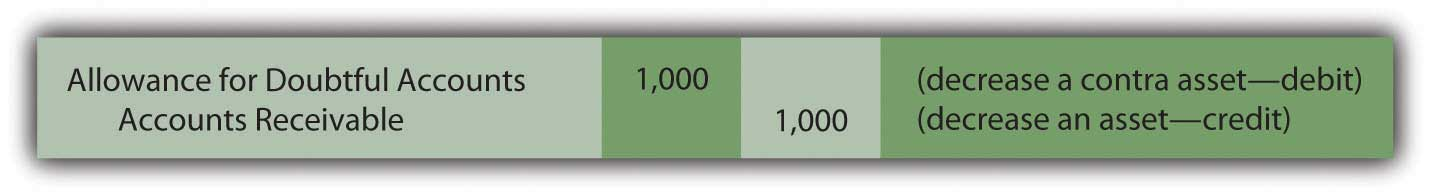 Allowance for Doubtful Accounts 1,000 (decrease a contra asset—debit)
Accounts Receivable 1,000 (decrease an asset—credit)